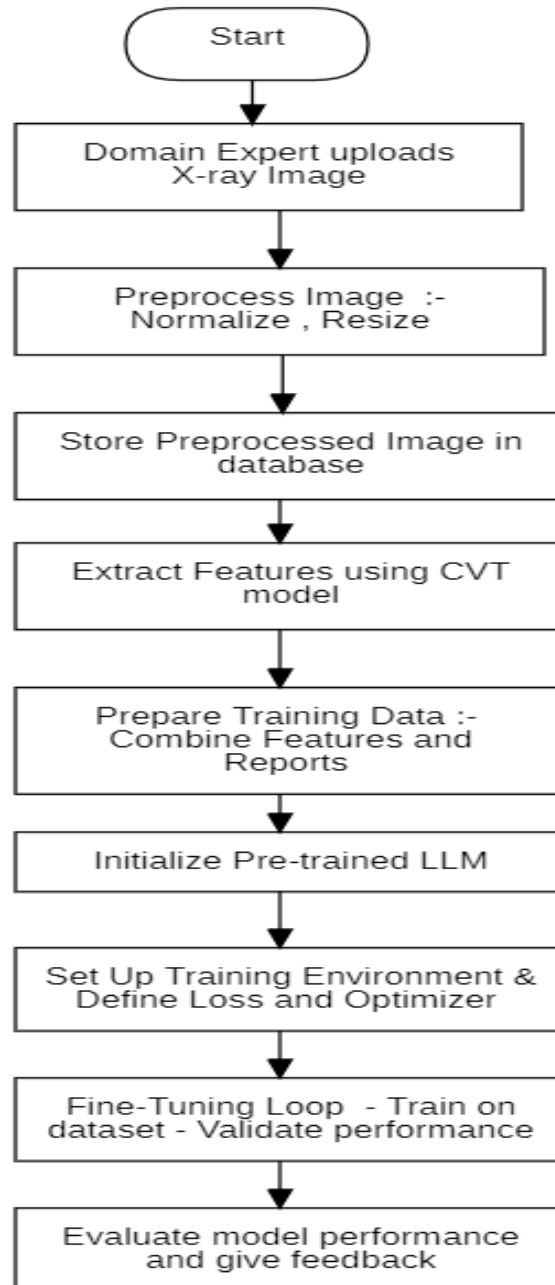 Start
Domain Expert uploads
X-ray Image
Preprocess Image :-
Normalize , Resize
Store Preprocessed Image in
database
Extract Features using CVT
model
Prepare Training Data :-
Combine Features and
Reports
Initialize Pre-trained LLM
Set Up Training Environment &
Define Loss and Optimizer
Fine-Tuning Loop - Train on
dataset - Validate performance
Evaluate model performance
and give feedback